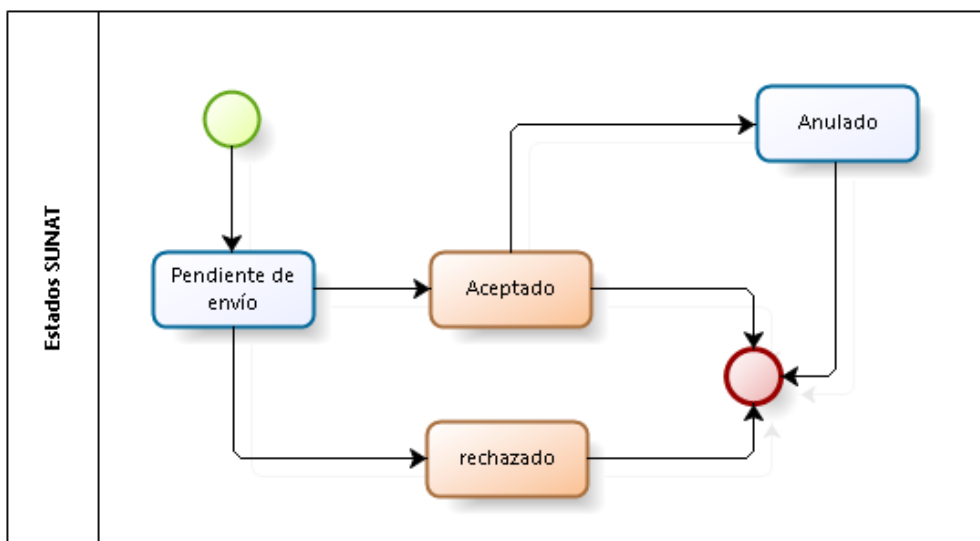 Estados SUNAT
Anulado
Pendiente de
envío
Aceptado
rechazado